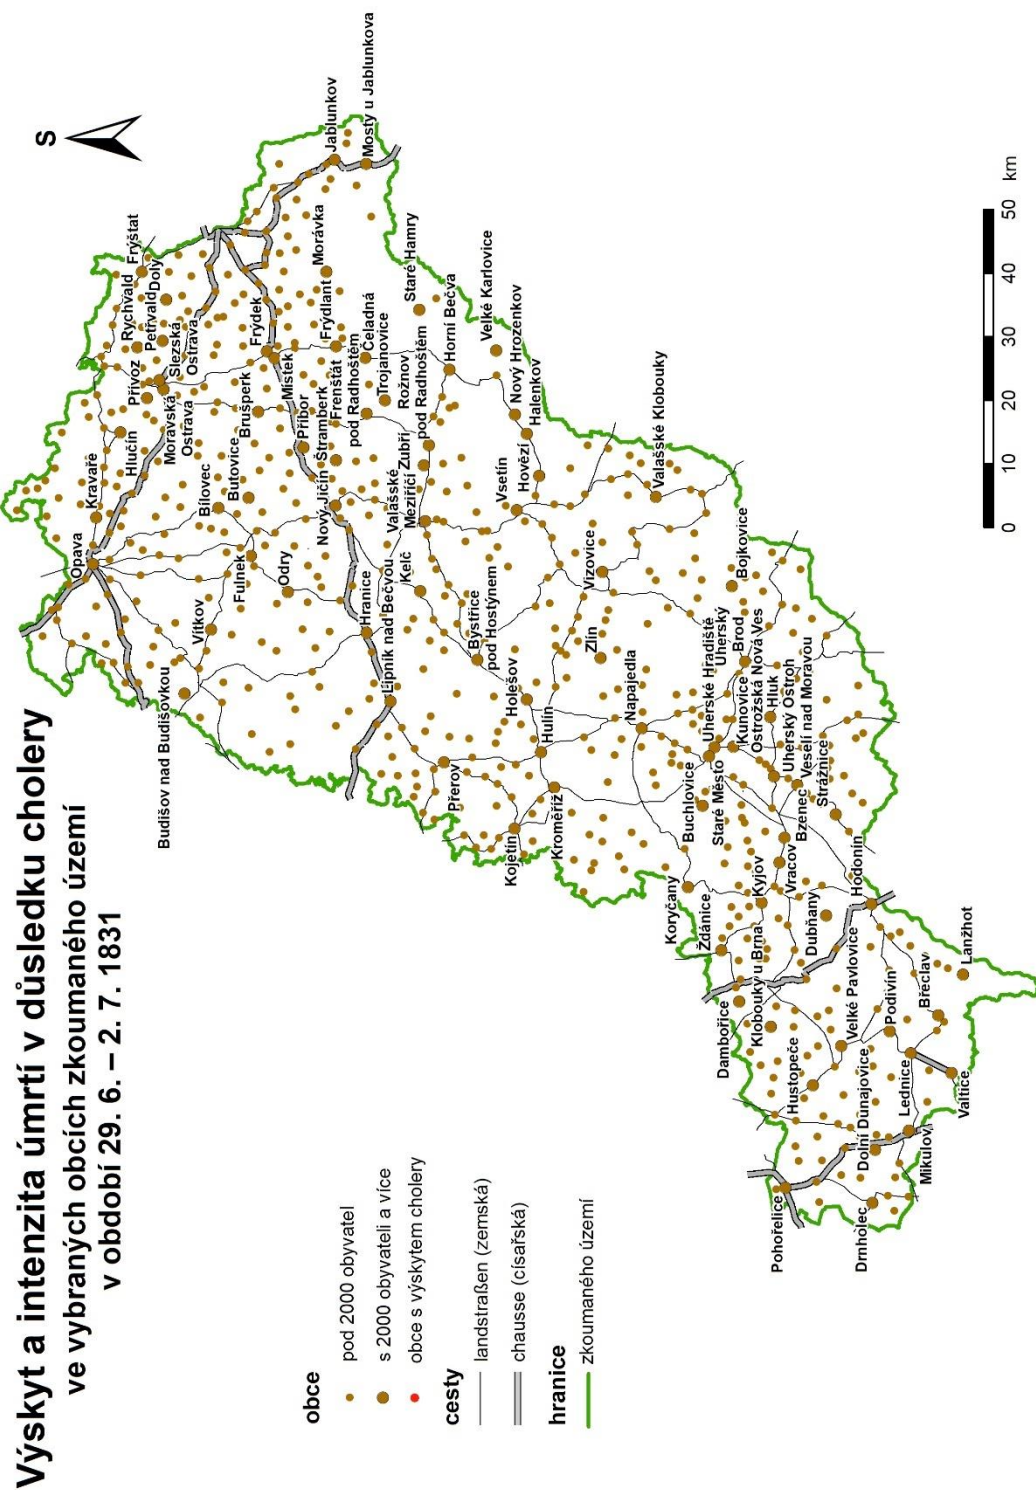 Výskyt a intenzita úmrtí v důsledku cholery
ve vybraných obcích zkoumaného území
v období 29. 6. – 2. 7. 1831
S
obce
pod 2000 obyvatel
s 2000 obyvateli a více
obce s výskytem cholery
cesty
landstraßen (zemská)
chausse (císařská)
hranice
zkoumaného území
Opava
Kravaře
Hlučín
Přívoz
Rychvald
Petřvald
Frýštat
Doly
Slezská
Ostrava
Moravská
Ostrava
Budišov nad Budišovkou
Vítkov
Bílovec
Butovice
Fulnek
Odry
Brušperk
Frýdek
Místek
Příbor
Nový Jičín
Štramberk
Frenštát
pod Radhoštěm
Frýdlant
Morávka
Čeladná
Trojanovice
Jablunkov
Mosty u Jablunkova
Staré Hamry
Hranice
Lipník nad Bečvou
Kelč
Valašské
Meziříčí
Zubří
Rožnov
pod Radhoštěm
Horní Bečva
Velké Karlovice
Nový Hrozenkov
Halenkov
Hovězí
Vsetín
Bystřice
pod Hostýnem
Přerov
Holešov
Hulín
Kojetín
Kroměříž
Zlín
Vizovice
Valašské Klobouky
Napajedla
Bojkovice
Uherské Hradiště
Uherský
Brod
Kunovice
Ostrožská Nová Ves
Hluk
Uherský Ostroh
Veselí nad Moravou
Strážnice
Buchlovice
Staré Město
Bzenec
Vracov
Koryčany
Kyjov
Ždánice
Dubňany
Hodonín
Klobouky u Brna
Dambořice
Hustopeče
Velké Pavlovice
Podivín
Břeclav
Lanžhot
Dolní Dunajovice
Lednice
Valtice
Mikulov
Pohořelice
Drnholec
0 10 20 30 40 50
km